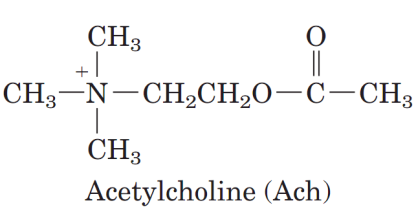 CH₃ O
+
CH₃—N—CH₂CH₂O—C—CH₃
CH₃
Acetylcholine (Ach)